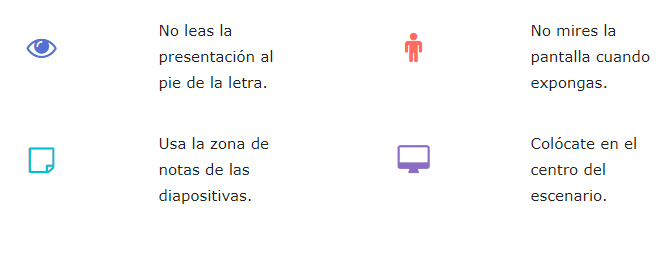 No leas la
presentación al
pie de la letra.
No mires la
pantalla cuando
expongas.
Usa la zona de
notas de las
diapositivas.
Colócate en el
centro del
escenario.